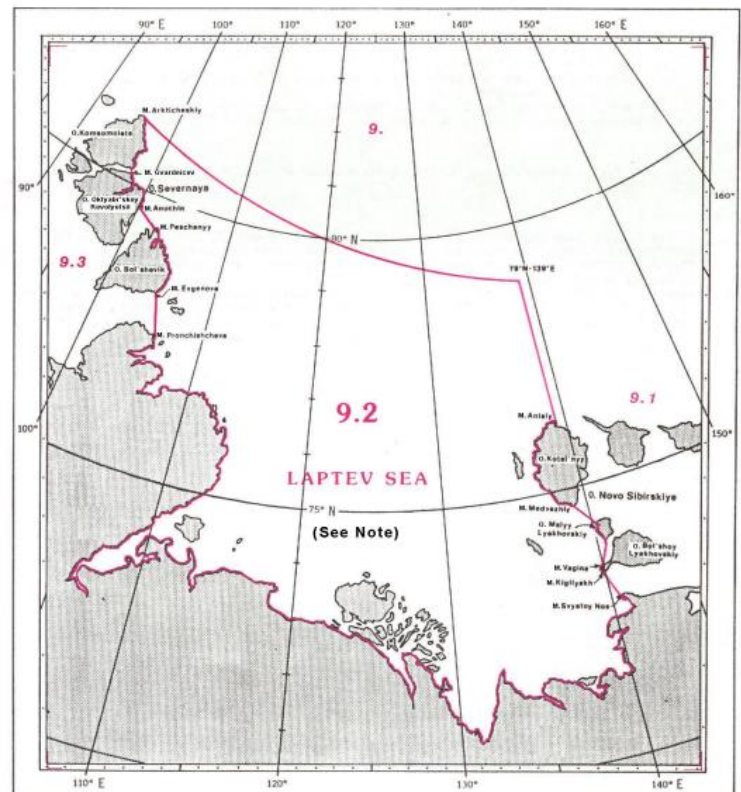 90° E 100° 110° 120° 130° 140° 150° 160° E
M. Arkticheskiy
O. Komsomolets
9.
M. Gvardeicev
90°
O. Severnaya
160°
O. Oktyabr'skoy
Revolyutsii
M. Anuchin
M. Peschanyy
80° N
9.3
O. Bol'shevik
79°N-139°E
M. Evgenova
M. Pronchishcheva
9.1
9.2
100°
M. Anisiy
150°
O. Kotel'nyy
LAPTEV SEA
O. Novo Sibirskiye
75° N
M. Medvezhiy
(See Note)
O. Malyy
Lyakhovskiy
O. Bol'shoy
Lyakhovskiy
M. Vagina
M. Kigilyakh
M. Svyatoy Nos
110° E 120° 130° 140° E